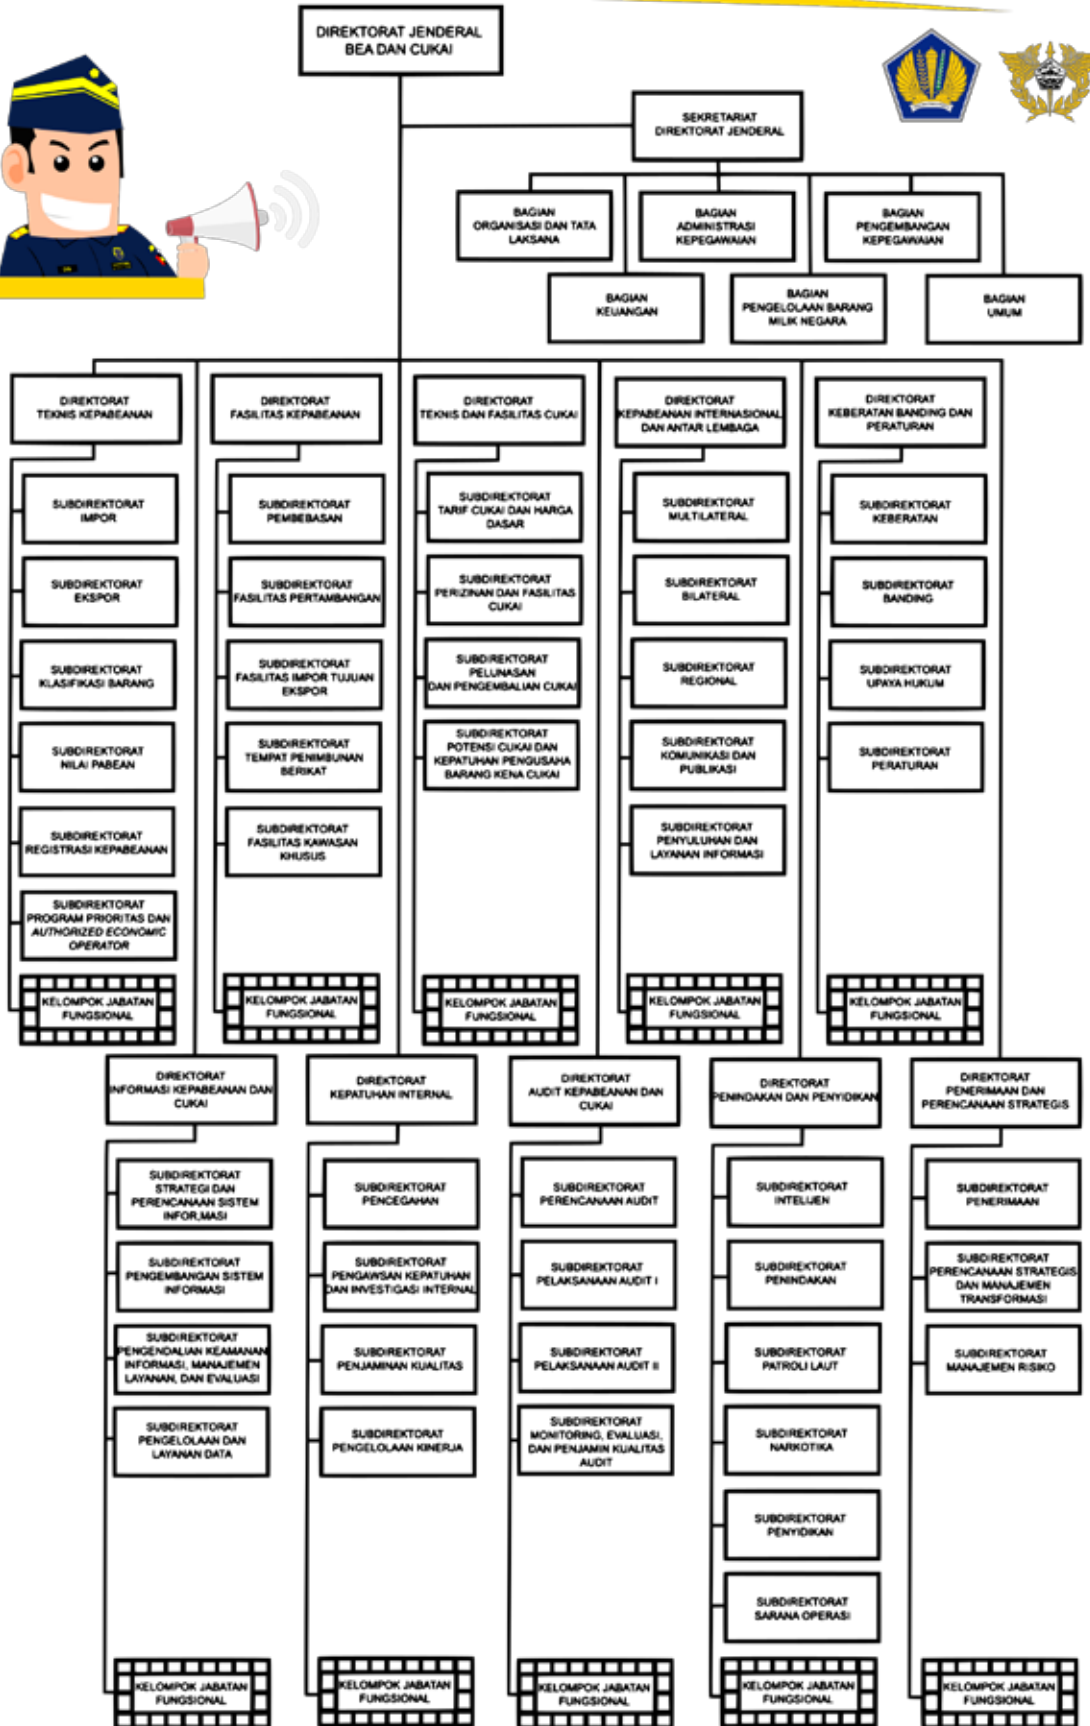 DIREKTORAT JENDERAL
BEA DAN CUKAI
SEKRETARIAT
DIREKTORAT JENDERAL
BAGIAN
ORGANISASI DAN TATA
LAKSANA
BAGIAN
ADMINISTRASI
KEPEGAWAIAN
BAGIAN
PENGEMBANGAN
KEPEGAWAIAN
BAGIAN
KEUANGAN
BAGIAN
PENGELOLAAN BARANG
MILIK NEGARA
BAGIAN
UMUM
DIREKTORAT
TEKNIS KEPABEANAN
SUBDIREKTORAT
IMPOR
SUBDIREKTORAT
EKSPOR
SUBDIREKTORAT
KLASIFIKASI BARANG
SUBDIREKTORAT
NILAI PABEAN
SUBDIREKTORAT
REGISTRASI KEPABEANAN
SUBDIREKTORAT
PROGRAM PRIORITAS DAN
AUTHORIZED ECONOMIC
OPERATOR
KELOMPOK JABATAN
FUNGSIONAL
DIREKTORAT
FASILITAS KEPABEANAN
SUBDIREKTORAT
PEMBEBASAN
SUBDIREKTORAT
FASILITAS PERTAMBANGAN
SUBDIREKTORAT
FASILITAS IMPOR TUJUAN
EKSPOR
SUBDIREKTORAT
TEMPAT PENIMBUNAN
BERIKAT
SUBDIREKTORAT
FASILITAS KAWASAN
KHUSUS
KELOMPOK JABATAN
FUNGSIONAL
DIREKTORAT
TEKNIS DAN FASILITAS CUKAI
SUBDIREKTORAT
TARIF CUKAI DAN HARGA
DASAR
SUBDIREKTORAT
PERIZINAN DAN FASILITAS
CUKAI
SUBDIREKTORAT
PELUNASAN
DAN PENGEMBALIAN CUKAI
SUBDIREKTORAT
POTENSI CUKAI DAN
KEPATUHAN PENGUSAHA
BARANG KENA CUKAI
KELOMPOK JABATAN
FUNGSIONAL
DIREKTORAT
KEPABEANAN INTERNASIONAL
DAN ANTAR LEMBAGA
SUBDIREKTORAT
MULTILATERAL
SUBDIREKTORAT
BILATERAL
SUBDIREKTORAT
REGIONAL
SUBDIREKTORAT
KOMUNIKASI DAN
PUBLIKASI
SUBDIREKTORAT
PENYULUHAN DAN
LAYANAN INFORMASI
KELOMPOK JABATAN
FUNGSIONAL
DIREKTORAT
KEBERATAN BANDING DAN
PERATURAN
SUBDIREKTORAT
KEBERATAN
SUBDIREKTORAT
BANDING
SUBDIREKTORAT
UPAYA HUKUM
SUBDIREKTORAT
PERATURAN
KELOMPOK JABATAN
FUNGSIONAL
DIREKTORAT
INFORMASI KEPABEANAN DAN
CUKAI
SUBDIREKTORAT
STRATEGI DAN
PERENCANAAN SISTEM
INFOR,MASI
SUBDIREKTORAT
PENGEMBANGAN SISTEM
INFORMASI
SUBDIREKTORAT
PENGENDALIAN KEAMANAN
INFORMASI, MANAJEMEN
LAYANAN, DAN EVALUASI
SUBDIREKTORAT
PENGELOLAAN DAN
LAYANAN DATA
KELOMPOK JABATAN
FUNGSIONAL
DIREKTORAT
KEPATUHAN INTERNAL
SUBDIREKTORAT
PENCEGAHAN
SUBDIREKTORAT
PENGAWSAN KEPATUHAN
DAN INVESTIGASI INTERNAL
SUBDIREKTORAT
PENJAMINAN KUALITAS
SUBDIREKTORAT
PENGELOLAAN KINERJA
KELOMPOK JABATAN
FUNGSIONAL
DIREKTORAT
AUDIT KEPABEANAN DAN
CUKAI
SUBDIREKTORAT
PERENCANAAN AUDIT
SUBDIREKTORAT
PELAKSANAAN AUDIT I
SUBDIREKTORAT
PELAKSANAAN AUDIT II
SUBDIREKTORAT
MONITORING, EVALUASI,
DAN PENJAMIN KUALITAS
AUDIT
KELOMPOK JABATAN
FUNGSIONAL
DIREKTORAT
PENINDAKAN DAN PENYIDIKAN
SUBDIREKTORAT
INTELIJEN
SUBDIREKTORAT
PENINDAKAN
SUBDIREKTORAT
PATROLI LAUT
SUBDIREKTORAT
NARKOTIKA
SUBDIREKTORAT
PENYIDIKAN
SUBDIREKTORAT
SARANA OPERASI
KELOMPOK JABATAN
FUNGSIONAL
DIREKTORAT
PENERIMAAN DAN
PERENCANAAN STRATEGIS
SUBDIREKTORAT
PENERIMAAN
SUBDIREKTORAT
PERENCANAAN STRATEGIS
DAN MANAJEMEN
TRANSFORMASI
SUBDIREKTORAT
MANAJEMEN RISIKO
KELOMPOK JABATAN
FUNGSIONAL